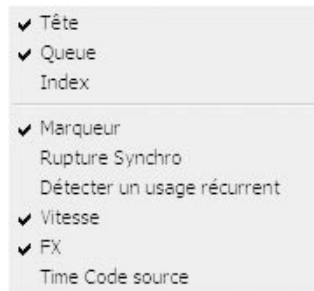 Tête
Queue
Index
Marqueur
Rupture Synchro
Détecter un usage récurrent
Vitesse
FX
Time Code source